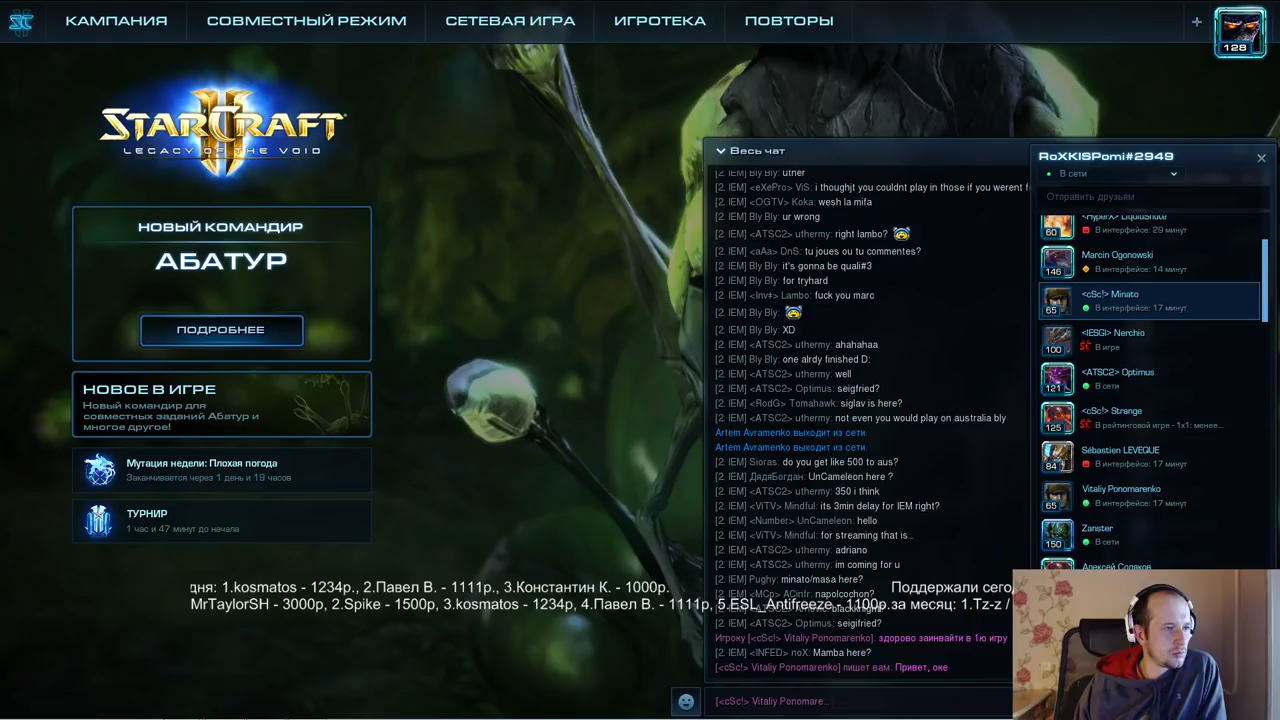 КАМПАНИЯ
СОВМЕСТНЫЙ РЕЖИМ
СЕТЕВАЯ ИГРА
ИГРОТЕКА
ПОВТОРЫ
128
STARCRAFT II
LEGACY OF THE VOID
НОВЫЙ КОМАНДИР
АБАТУР
ПОДРОБНЕЕ
НОВОЕ В ИГРЕ
Новый командир для
совместных заданий Абатур и
многое другое!
Мутация недели: Плохая погода
Заканчивается через 1 день и 19 часов
ТУРНИР
1 час и 47 минут до начала
Весь чат
[2. IEM] Bly Bly: uther
[2. IEM] <eXePro> ViS: i thoughjt you couldnt play in those if you werent f
[2. IEM] <OGTV> Koka: wesh la mifa
[2. IEM] Bly Bly: ur wrong
[2. IEM] <ATSC2> uthermy: right lambo?
[2. IEM] <aAa> DnS: tu joues ou tu commentes?
[2. IEM] Bly Bly: it's gonna be quali#3
[2. IEM] Bly Bly: for tryhard
[2. IEM] <Inv+> Lambo: fuck you marc
[2. IEM] Bly Bly:
[2. IEM] Bly Bly: XD
[2. IEM] <ATSC2> uthermy: ahahahaa
[2. IEM] Bly Bly: one alrdy finished D:
[2. IEM] <ATSC2> uthermy: well
[2. IEM] <ATSC2> Optimus: seigfried?
[2. IEM] <RodG> Tomahawk: siglav is here?
[2. IEM] <ATSC2> uthermy: not even you would play on australia bly
Artem Avramenko выходит из сети.
Artem Avramenko выходит из сети.
[2. IEM] Sioras: do you get like 500 to aus?
[2. IEM] ДядяБогдан: UnCameleon here ?
[2. IEM] <ATSC2> uthermy: 350 i think
[2. IEM] <ViTV> Mindful: its 3min delay for IEM right?
[2. IEM] <Number> UnCameleon: hello
[2. IEM] <ViTV> Mindful: for streaming that is...
[2. IEM] <ATSC2> uthermy: adriano
[2. IEM] <ATSC2> uthermy: im coming for u
[2. IEM] Pughy: minato/masa here?
[2. IEM] <MCp> ACinfr: napolcochon?
[2. IEM] <ATSC2> Optimus: seigifried?
Игроку [<cSc!> Vitaliy Ponomarenko]: здорово заинвайти в 1ю игру
[2. IEM] <INFED> noX: Mamba here?
[<cSc!> Vitaliy Ponomarenko] пишет вам: Привет, оке
[<cSc!> Vitaliy Ponomare...
RoXKISPomi#2949
В сети
Отправить друзьям
<HyperX> LiquidSnute
60
В интерфейсе: 29 минут
Marcin Ogonowski
146
В интерфейсе: 14 минут
<cSc!> Minato
65
В интерфейсе: 17 минут
<IESGI> Nerchio
100
В игре
<ATSC2> Optimus
121
В сети
<cSc!> Strange
125
В рейтинговой игре - 1x1: менее...
Sébastien LEVEQUE
84
В интерфейсе: 17 минут
Vitaliy Ponomarenko
65
В интерфейсе: 17 минут
Zanster
150
В сети
Алексей Соляков
дня: 1.kosmatos - 1234р., 2.Павел В. - 1111р., 3.Константин К. - 1000р. Поддержали сего
MrTaylorSH - 3000р, 2.Spike - 1500р, 3.kosmatos - 1234р, 4.Павел В. - 1111р, 5.ESL_Antifreeze - 1100р.за месяц: 1.Tz-z /